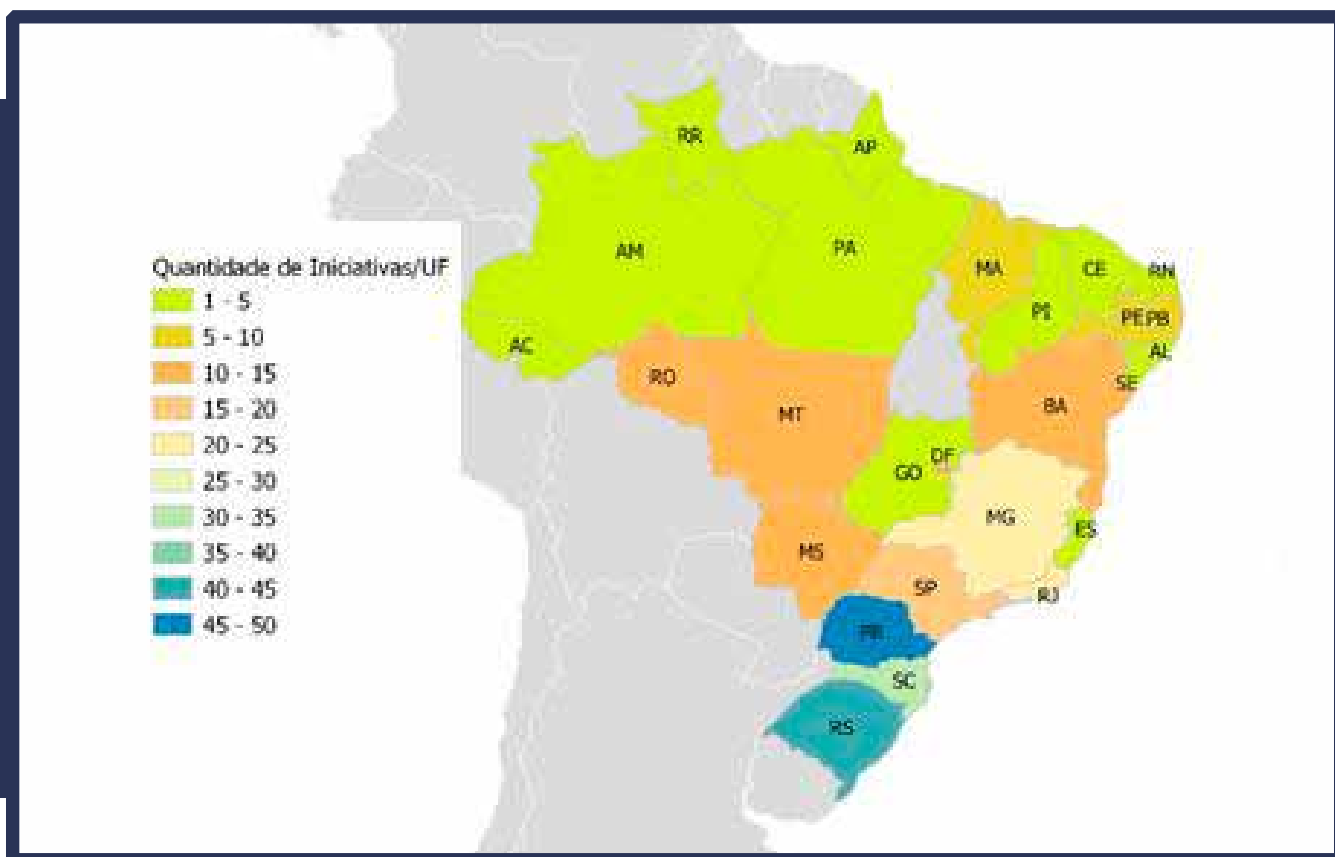 RR
AP
AM
PA
MA
CE
RN
Quantidade de Iniciativas/UF
1 - 5
PI
PE PB
5 - 10
AC
AL
10 - 15
RO
SE
15 - 20
MT
BA
20 - 25
GO
DF
25 - 30
30 - 35
MG
ES
35 - 40
MS
40 - 45
SP
RJ
45 - 50
PR
SC
RS